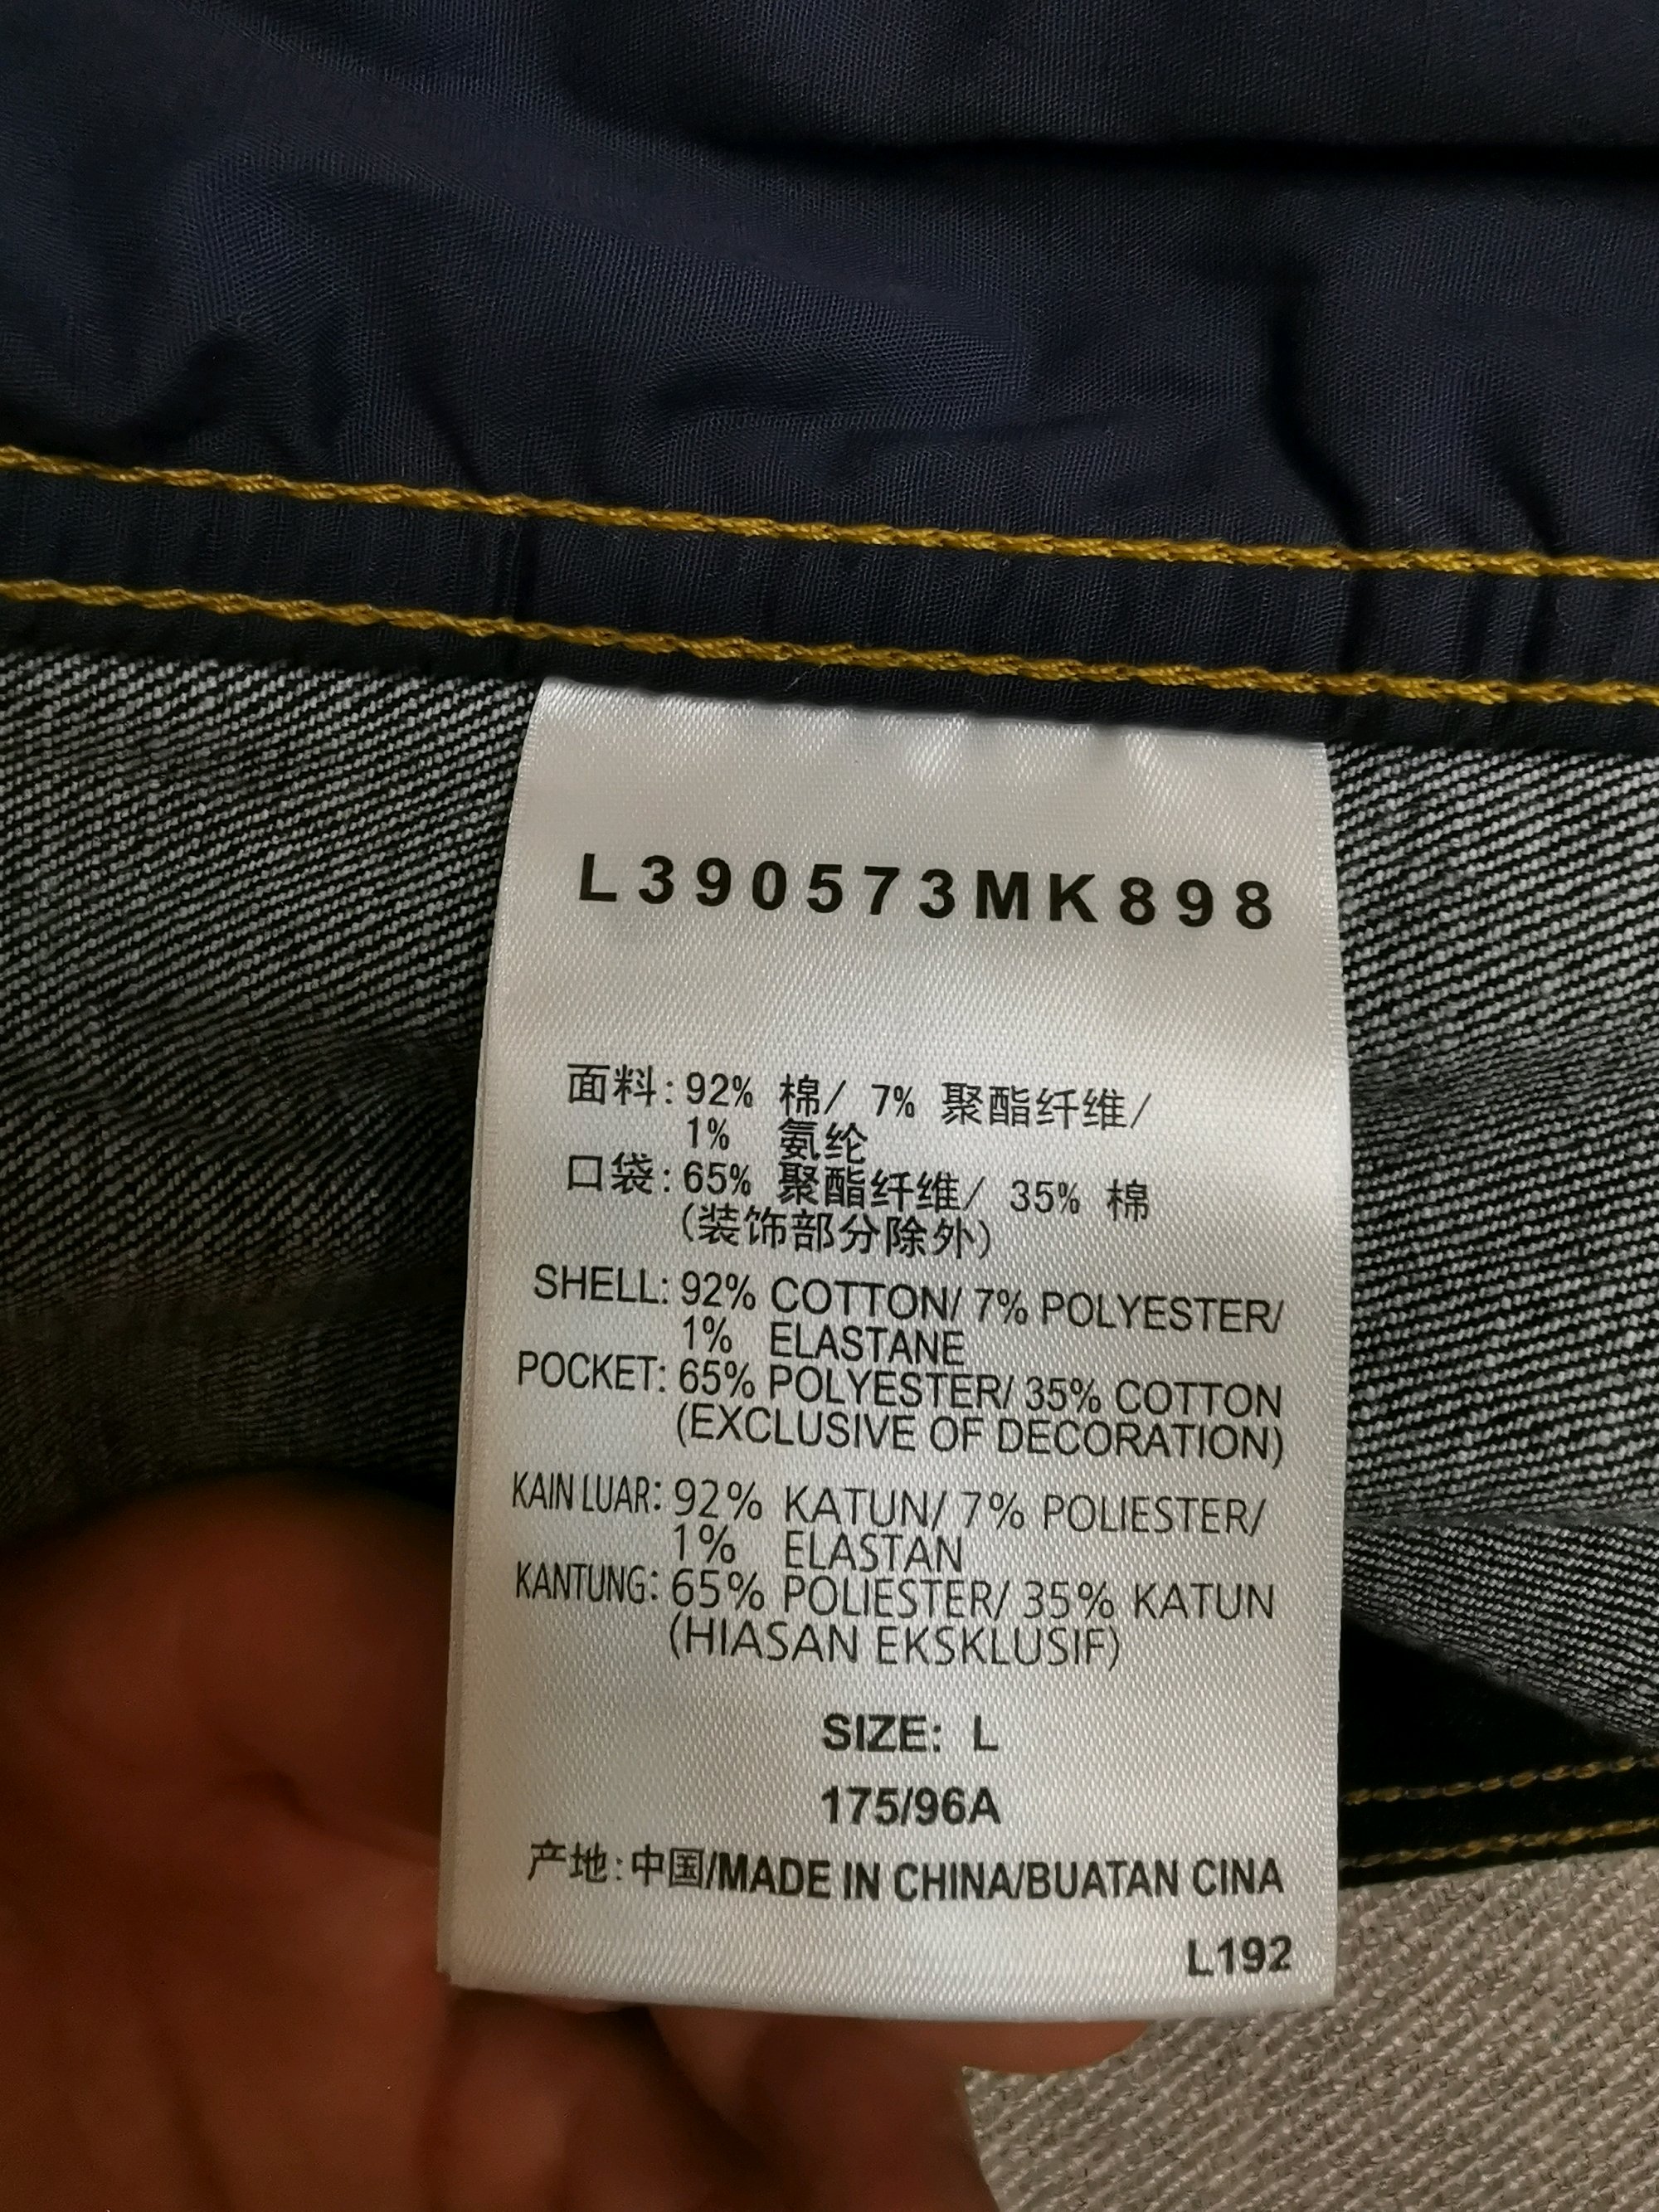 L390573MK898
面料: 92% 棉/ 7% 聚酯纤维/
1% 氨纶
口袋: 65% 聚酯纤维/ 35% 棉
(装饰部分除外)
SHELL: 92% COTTON/ 7% POLYESTER/
1% ELASTANE
POCKET: 65% POLYESTER/ 35% COTTON
(EXCLUSIVE OF DECORATION)
KAIN LUAR: 92% KATUN/ 7% POLIESTER/
1% ELASTAN
KANTUNG: 65% POLIESTER/ 35% KATUN
(HIASAN EKSKLUSIF)
SIZE: L
175/96A
产地:中国/MADE IN CHINA/BUATAN CINA
L192